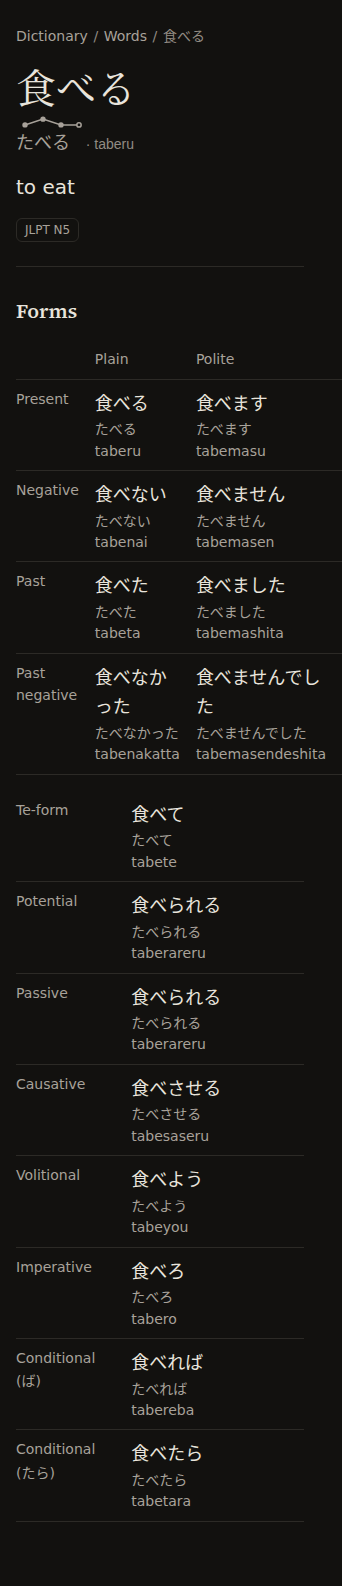 Dictionary / Words / 食べる
食べる
たべる · taberu
to eat
JLPT N5
Forms
Plain Polite
Present 食べる 食べます
たべる たべます
taberu tabemasu
Negative 食べない 食べません
たべない たべません
tabenai tabemasen
Past 食べた 食べました
たべた たべました
tabeta tabemashita
Past 食べなか 食べませんでし
negative った た
たべなかった たべませんでした
tabenakatta tabemasendeshita
Te-form 食べて
たべて
tabete
Potential 食べられる
たべられる
taberareru
Passive 食べられる
たべられる
taberareru
Causative 食べさせる
たべさせる
tabesaseru
Volitional 食べよう
たべよう
tabeyou
Imperative 食べろ
たべろ
tabero
Conditional 食べれば
(ば) たべれば
tabereba
Conditional 食べたら
(たら) たべたら
tabetara